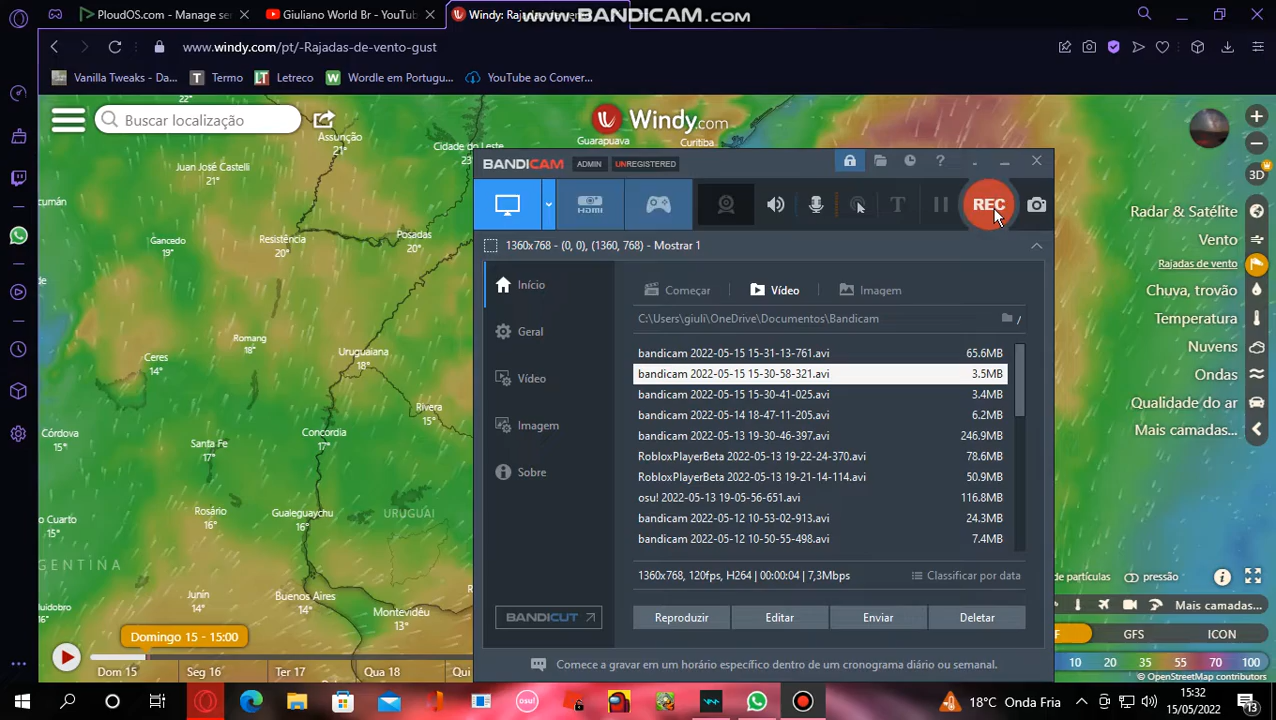 PloudOS.com - Manage ser
Giuliano World Br - YouTub
Windy: Raja
www.BANDICAM.com
www.windy.com/pt/-Rajadas-de-vento-gust
Vanilla Tweaks - Da...
Termo
Letreco
Wordle em Portugu...
YouTube ao Conver...
22°
Buscar localização
Windy.com
Assunção
21°
Cidade do Leste
Guarapuava
Curitiba
Juan José Castelli
21°
cumán
Gancedo
19°
Resistência
20°
Posadas
20°
Romang
18°
Ceres
14°
Uruguaiana
18°
Rivera
15°
Córdova
15°
Santa Fe
17°
Concórdia
17°
Rosário
16°
Gualeguaychu
16°
URUGUAI
o Cuarto
15°
GENTINA
Junín
14°
Buenos Aires
14°
Montevidéu
13°
uidobro
BANDICAM
ADMIN
UNREGISTERED
HDMI
T
REC
1360x768 - (0, 0), (1360, 768) - Mostrar 1
Início
Geral
Vídeo
Imagem
Sobre
BANDICUT
Começar
Vídeo
Imagem
C:\Users\giuli\OneDrive\Documentos\Bandicam
/
bandicam 2022-05-15 15-31-13-761.avi 65.6MB
bandicam 2022-05-15 15-30-58-321.avi 3.5MB
bandicam 2022-05-15 15-30-41-025.avi 3.4MB
bandicam 2022-05-14 18-47-11-205.avi 6.2MB
bandicam 2022-05-13 19-30-46-397.avi 246.9MB
RobloxPlayerBeta 2022-05-13 19-22-24-370.avi 78.6MB
RobloxPlayerBeta 2022-05-13 19-21-14-114.avi 50.9MB
osu! 2022-05-13 19-05-56-651.avi 116.8MB
bandicam 2022-05-12 10-53-02-913.avi 24.3MB
bandicam 2022-05-12 10-50-55-498.avi 7.4MB
1360x768, 120fps, H264 | 00:00:04 | 7,3Mbps
Classificar por data
Reproduzir
Editar
Enviar
Deletar
Comece a gravar em um horário específico dentro de um cronograma diário ou semanal.
3D
Radar & Satélite
Vento
Rajadas de vento
Chuva, trovão
Temperatura
Nuvens
Ondas
Qualidade do ar
Mais camadas...
de partículas
pressão
Mais camadas...
F
GFS
ICON
10 20 35 55 70 100
© OpenStreetMap contributors
Domingo 15 - 15:00
Dom 15
Seg 16
Ter 17
Qua 18
Qui
osu!
18°C Onda Fria
15:32
15/05/2022
13